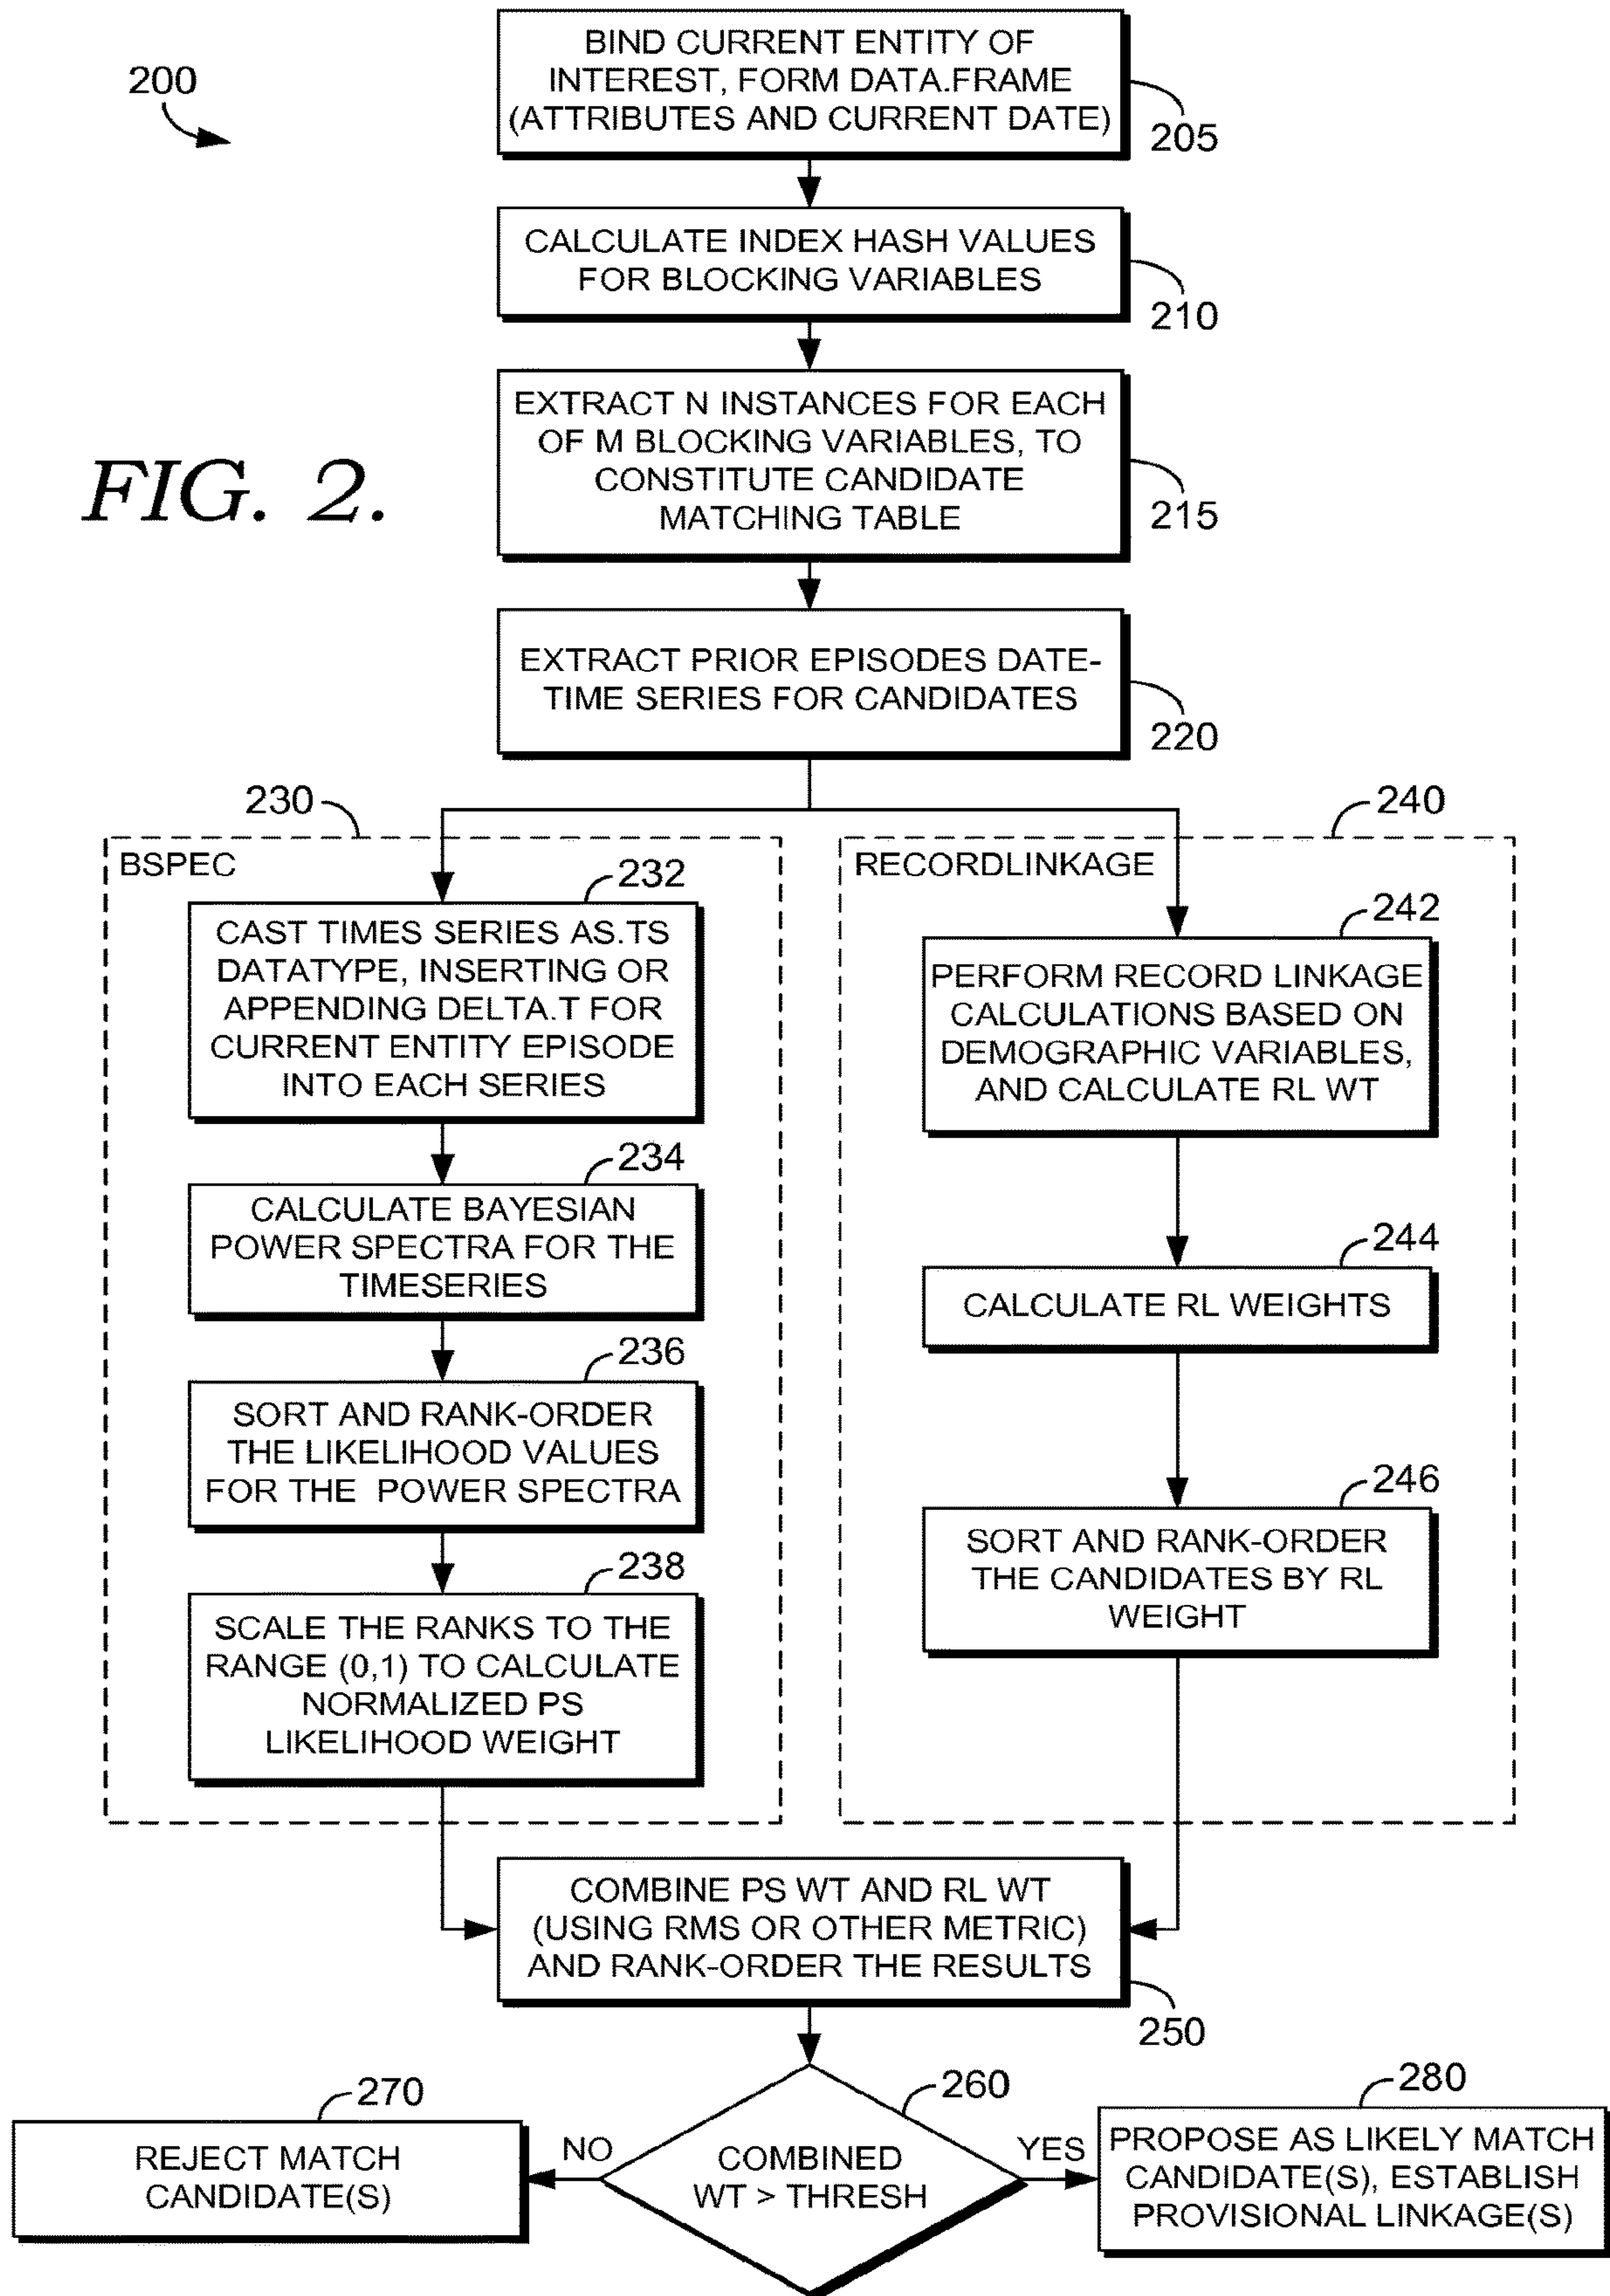 200
FIG. 2.
BIND CURRENT ENTITY OF
INTEREST, FORM DATA.FRAME
(ATTRIBUTES AND CURRENT DATE)
205
CALCULATE INDEX HASH VALUES
FOR BLOCKING VARIABLES
210
EXTRACT N INSTANCES FOR EACH
OF M BLOCKING VARIABLES, TO
CONSTITUTE CANDIDATE
MATCHING TABLE
215
EXTRACT PRIOR EPISODES DATE-
TIME SERIES FOR CANDIDATES
220
230
BSPEC
232
CAST TIMES SERIES AS.TS
DATATYPE, INSERTING OR
APPENDING DELTA.T FOR
CURRENT ENTITY EPISODE
INTO EACH SERIES
234
CALCULATE BAYESIAN
POWER SPECTRA FOR THE
TIMESERIES
236
SORT AND RANK-ORDER
THE LIKELIHOOD VALUES
FOR THE POWER SPECTRA
238
SCALE THE RANKS TO THE
RANGE (0,1) TO CALCULATE
NORMALIZED PS
LIKELIHOOD WEIGHT
240
RECORDLINKAGE
242
PERFORM RECORD LINKAGE
CALCULATIONS BASED ON
DEMOGRAPHIC VARIABLES,
AND CALCULATE RL WT
244
CALCULATE RL WEIGHTS
246
SORT AND RANK-ORDER
THE CANDIDATES BY RL
WEIGHT
COMBINE PS WT AND RL WT
(USING RMS OR OTHER METRIC)
AND RANK-ORDER THE RESULTS
250
260
COMBINED
WT > THRESH
NO
270
REJECT MATCH
CANDIDATE(S)
YES
280
PROPOSE AS LIKELY MATCH
CANDIDATE(S), ESTABLISH
PROVISIONAL LINKAGE(S)